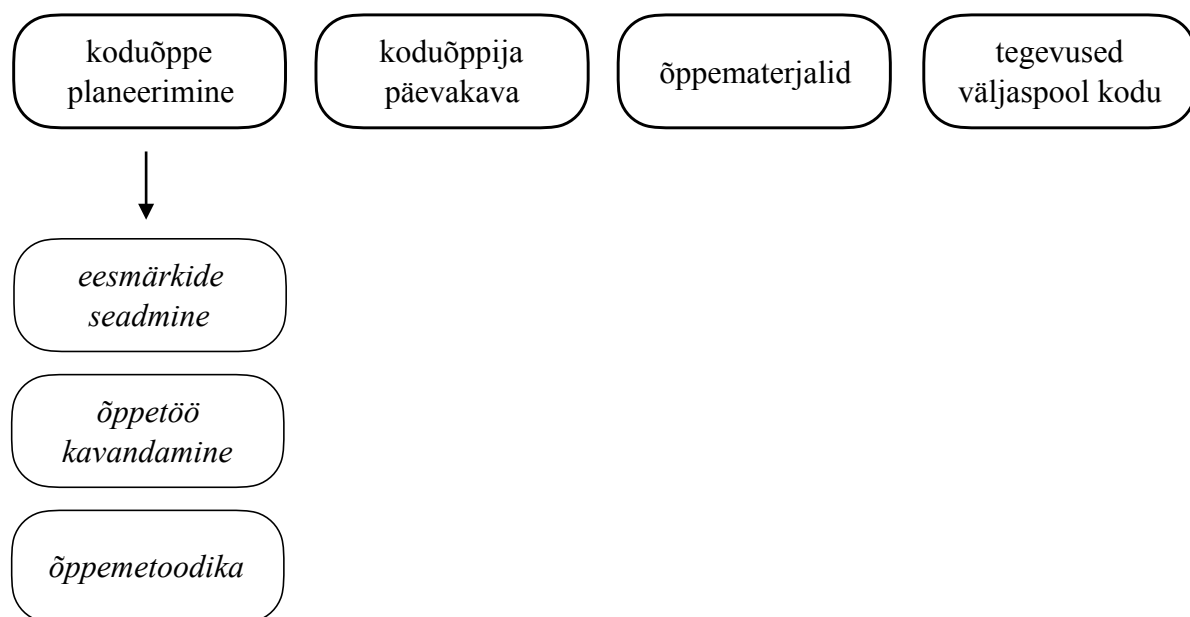 koduõppe
planeerimine
koduõppija
päevakava
õppematerjalid
tegevused
väljaspool kodu
eesmärkide
seadmine
õppetöö
kavandamine
õppemetoodika